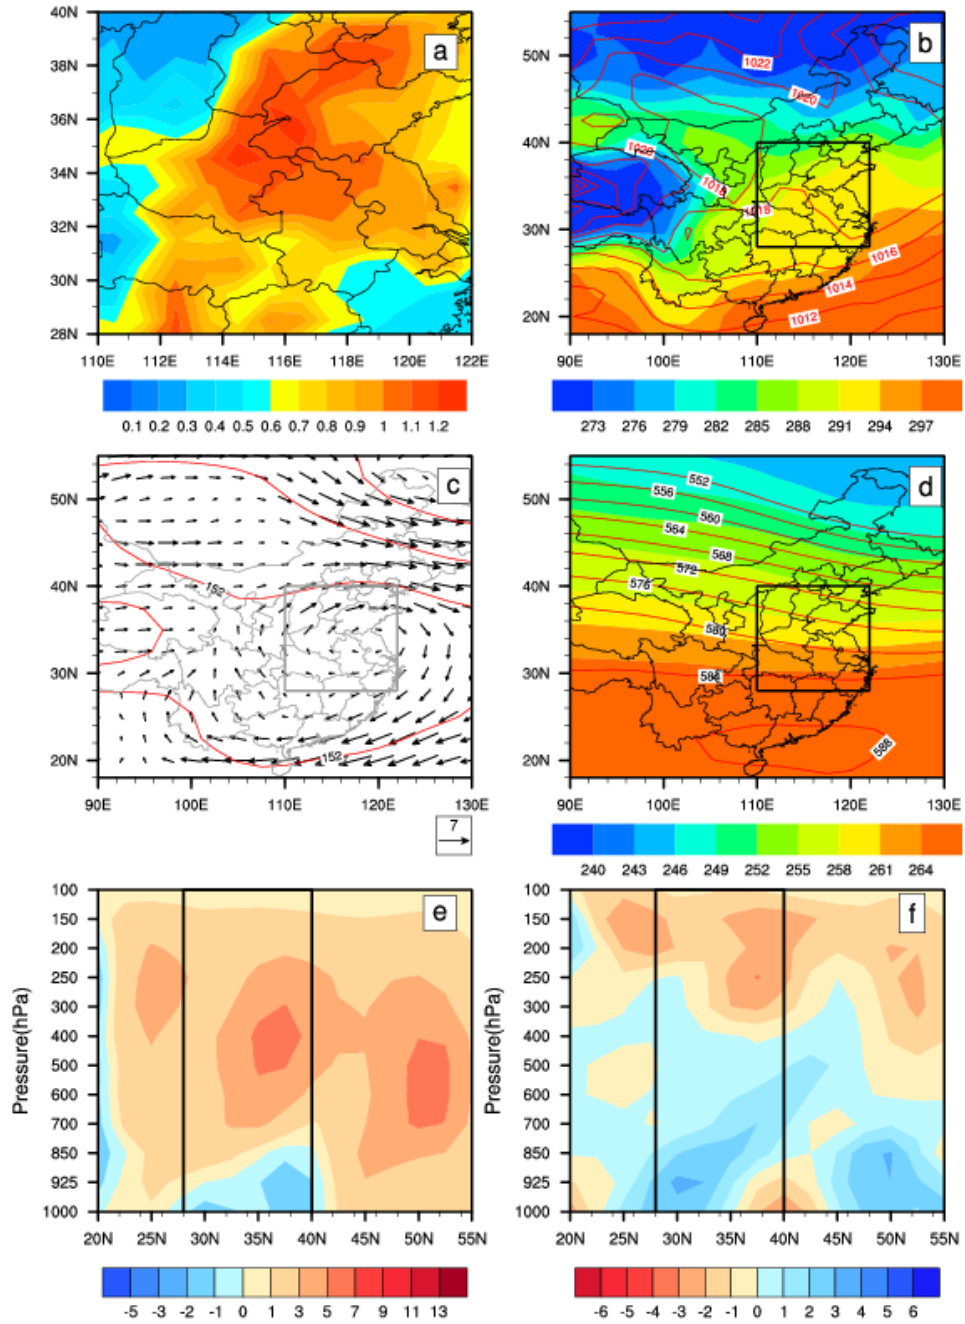 40N
38N
36N
34N
32N
30N
28N
110E 112E 114E 116E 118E 120E 122E
a
0.1 0.2 0.3 0.4 0.5 0.6 0.7 0.8 0.9 1 1.1 1.2
50N
40N
30N
20N
90E 100E 110E 120E 130E
b
1022
1020
1020
1018
1018
1016
1014
1012
273 276 279 282 285 288 291 294 297
50N
40N
30N
20N
90E 100E 110E 120E 130E
c
152
152
7
50N
40N
30N
20N
90E 100E 110E 120E 130E
d
552
556
560
564
568
572
576
580
584
588
240 243 246 249 252 255 258 261 264
Pressure(hPa)
100
150
200
250
300
400
500
600
700
850
925
1000
20N 25N 30N 35N 40N 45N 50N 55N
e
-5 -3 -2 -1 0 1 3 5 7 9 11 13
Pressure(hPa)
100
150
200
250
300
400
500
600
700
850
925
1000
20N 25N 30N 35N 40N 45N 50N 55N
f
-6 -5 -4 -3 -2 -1 0 1 2 3 4 5 6